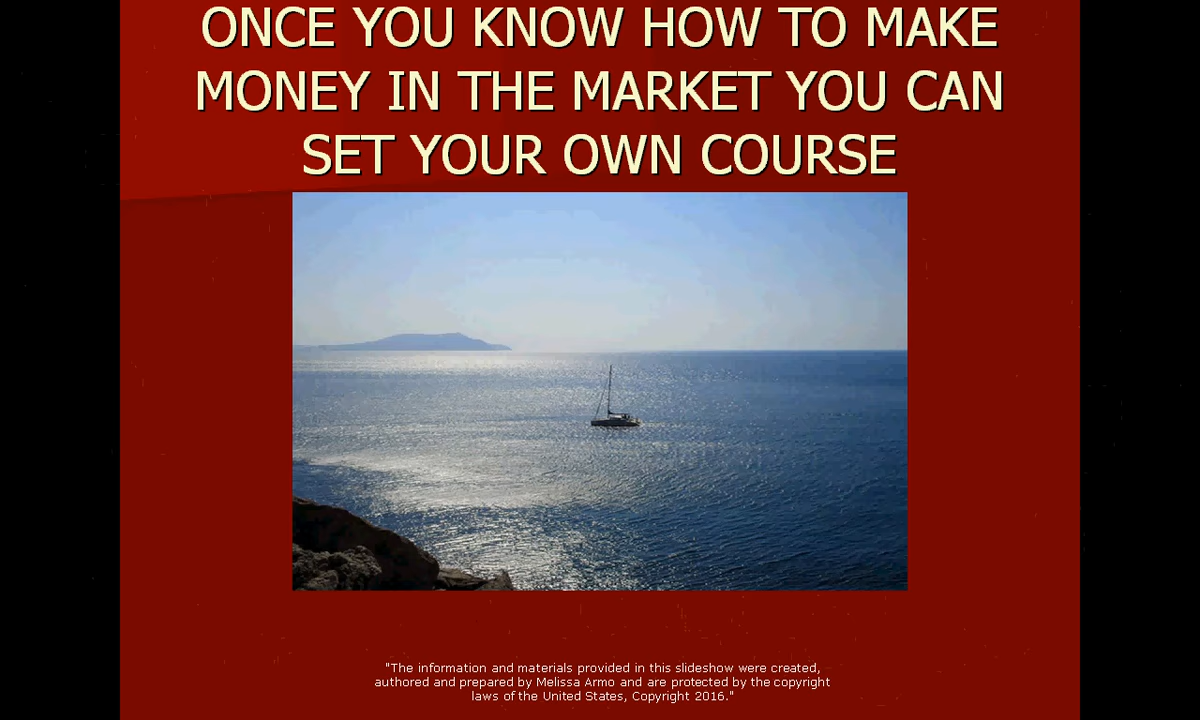 ONCE YOU KNOW HOW TO MAKE
MONEY IN THE MARKET YOU CAN
SET YOUR OWN COURSE
"The information and materials provided in this slideshow were created,
authored and prepared by Melissa Armo and are protected by the copyright
laws of the United States, Copyright 2016."